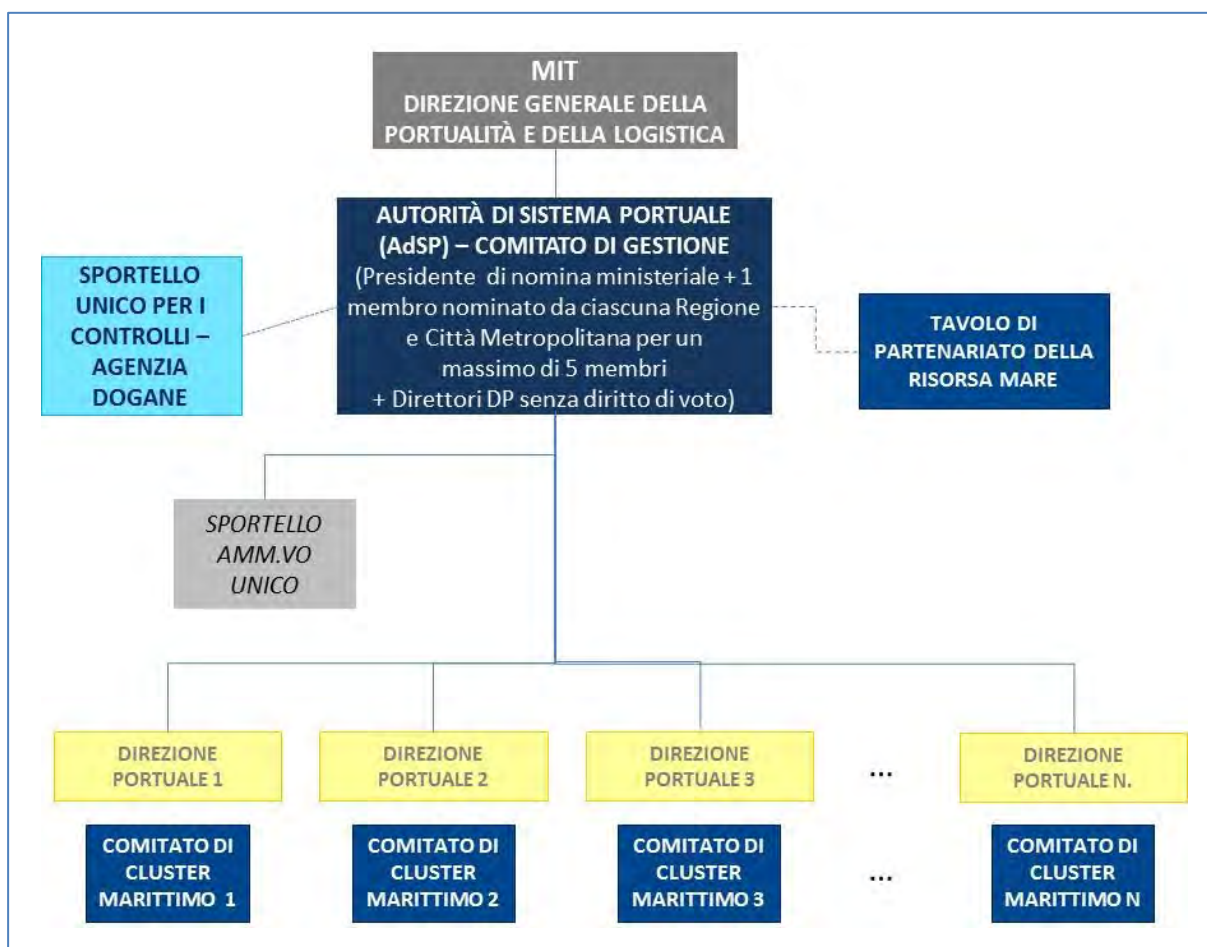 MIT
DIREZIONE GENERALE DELLA
PORTUALITÀ E DELLA LOGISTICA
AUTORITÀ DI SISTEMA PORTUALE
(AdSP) – COMITATO DI GESTIONE
(Presidente di nomina ministeriale + 1
membro nominato da ciascuna Regione
e Città Metropolitana per un
massimo di 5 membri
+ Direttori DP senza diritto di voto)
SPORTELLO
UNICO PER I
CONTROLLI –
AGENZIA
DOGANE
TAVOLO DI
PARTENARIATO DELLA
RISORSA MARE
SPORTELLO
AMM.VO
UNICO
DIREZIONE
PORTUALE 1
DIREZIONE
PORTUALE 2
DIREZIONE
PORTUALE 3
...
DIREZIONE
PORTUALE N.
COMITATO DI
CLUSTER
MARITTIMO 1
COMITATO DI
CLUSTER
MARITTIMO 2
COMITATO DI
CLUSTER
MARITTIMO 3
...
COMITATO DI
CLUSTER
MARITTIMO N